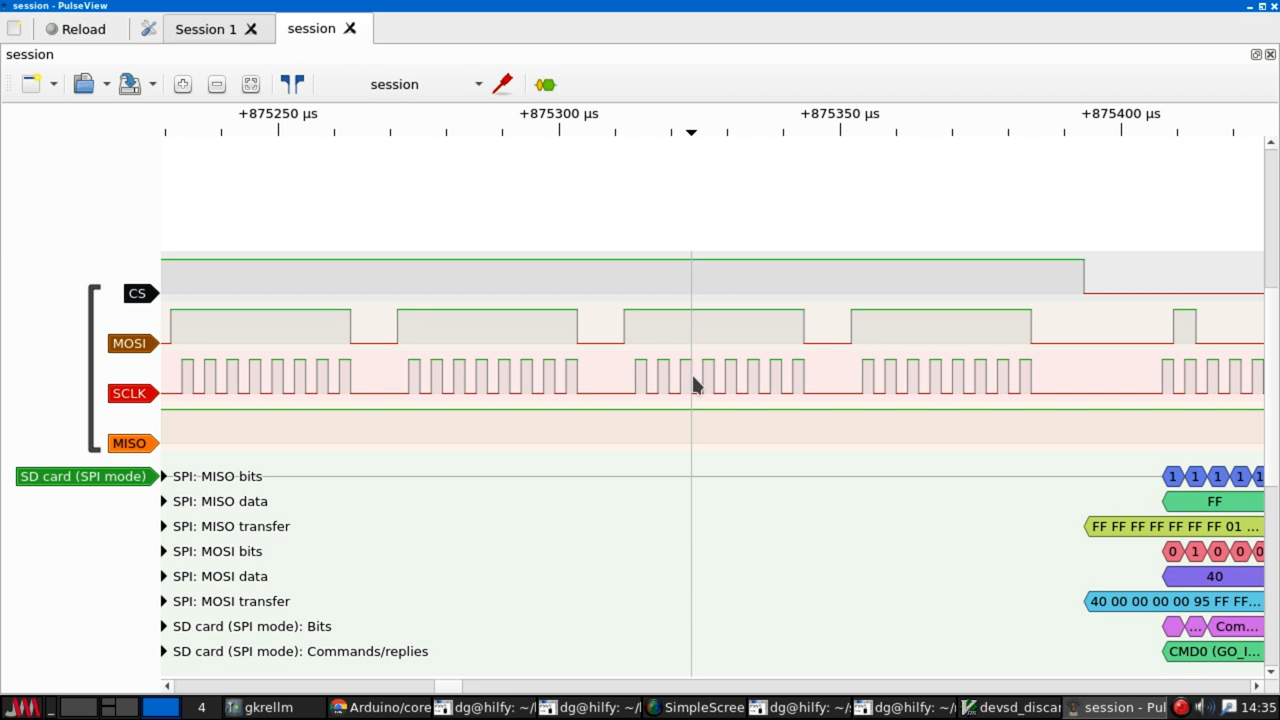 session - PulseView
Reload
Session 1
session
session
session
+875250 µs +875300 µs +875350 µs +875400 µs
CS
MOSI
SCLK
MISO
SD card (SPI mode) SPI: MISO bits 1 1 1 1 1
SPI: MISO data FF
SPI: MISO transfer FF FF FF FF FF FF FF 01 ...
SPI: MOSI bits 0 1 0 0 0
SPI: MOSI data 40
SPI: MOSI transfer 40 00 00 00 00 95 FF FF...
SD card (SPI mode): Bits ... Com...
SD card (SPI mode): Commands/replies CMD0 (GO_I...
4 gkrellm Arduino/core dg@hilfy: ~/ dg@hilfy: ~/ SimpleScree dg@hilfy: ~/ dg@hilfy: ~/ devsd_discar session - Pul 14:35